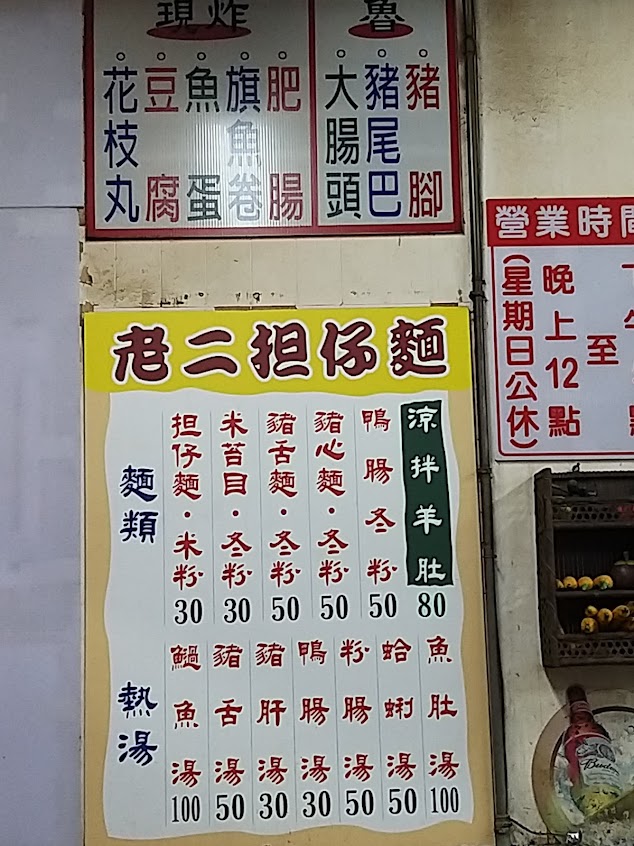 現炸
肥腸
旗魚卷
魚蛋
豆腐
花枝丸
魯
豬腳
豬尾巴
大腸頭
老二担仔麵
涼拌羊肚 80
鴨腸冬粉 50
豬心麵・冬粉 50
豬舌麵・冬粉 50
米苔目・冬粉 30
担仔麵・米粉 30
麵類
魚肚湯 100
蛤蜊湯 50
粉腸湯 50
鴨腸湯 30
豬肝湯 30
豬舌湯 50
魚湯 100
熱湯
營業時間
至
晚上12點
(星期日公休)